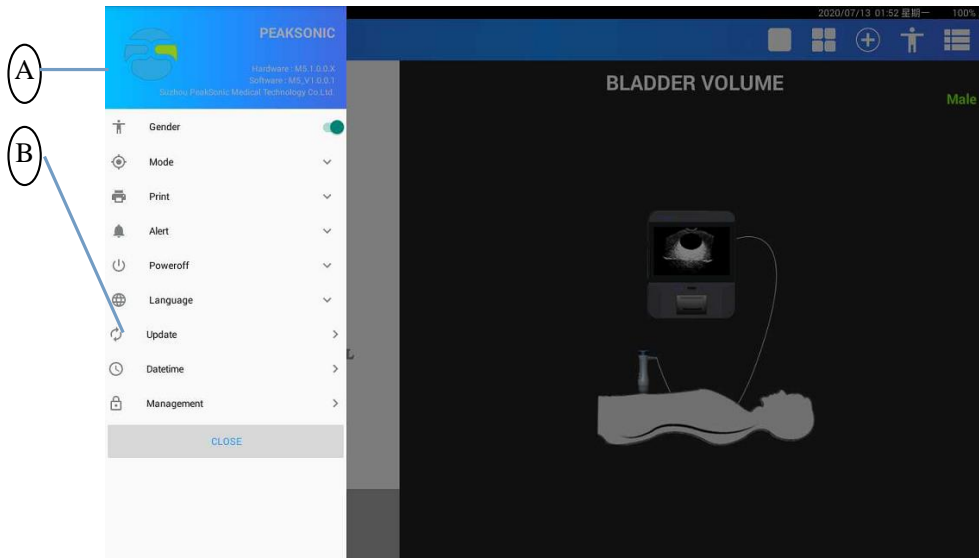 2020/07/13 01:52 星期一 100%
A
PEAKSONIC
Hardware : M5.1.0.0.X
Software : M5_V1.0.0.1
Suzhou PeakSonic Medical Technology Co.Ltd.
BLADDER VOLUME
Male
B
Gender
Mode
Print
Alert
Poweroff
Language
Update
Datetime
Management
CLOSE